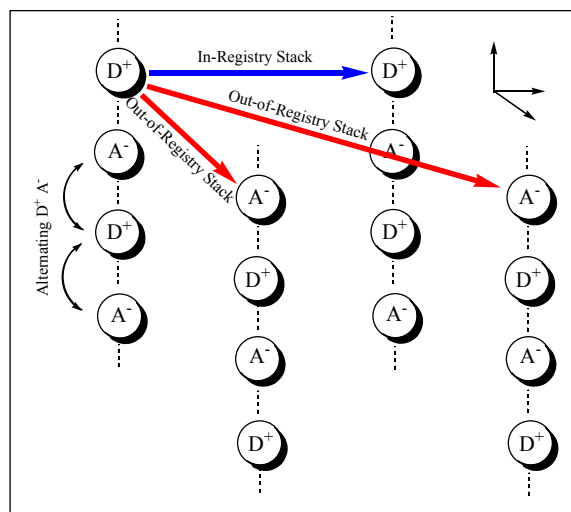 In-Registry Stack
D⁺ D⁺
Out-of-Registry Stack
Out-of-Registry Stack
A⁻ A⁻
A⁻ A⁻
Alternating D⁺ A⁻
D⁺ D⁺
D⁺ D⁺
A⁻ A⁻
A⁻ A⁻
D⁺ D⁺